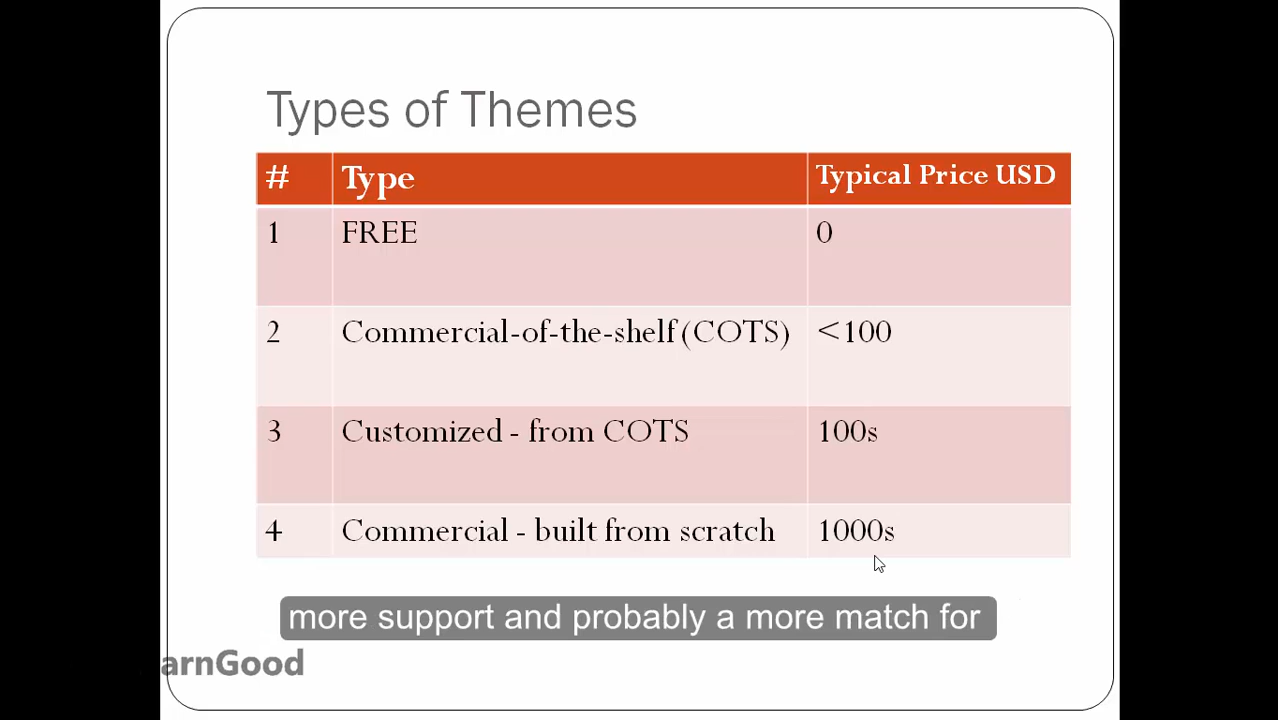 Types of Themes
# Type Typical Price USD
1 FREE 0
2 Commercial-of-the-shelf (COTS) <100
3 Customized - from COTS 100s
4 Commercial - built from scratch 1000s
more support and probably a more match for
arnGood